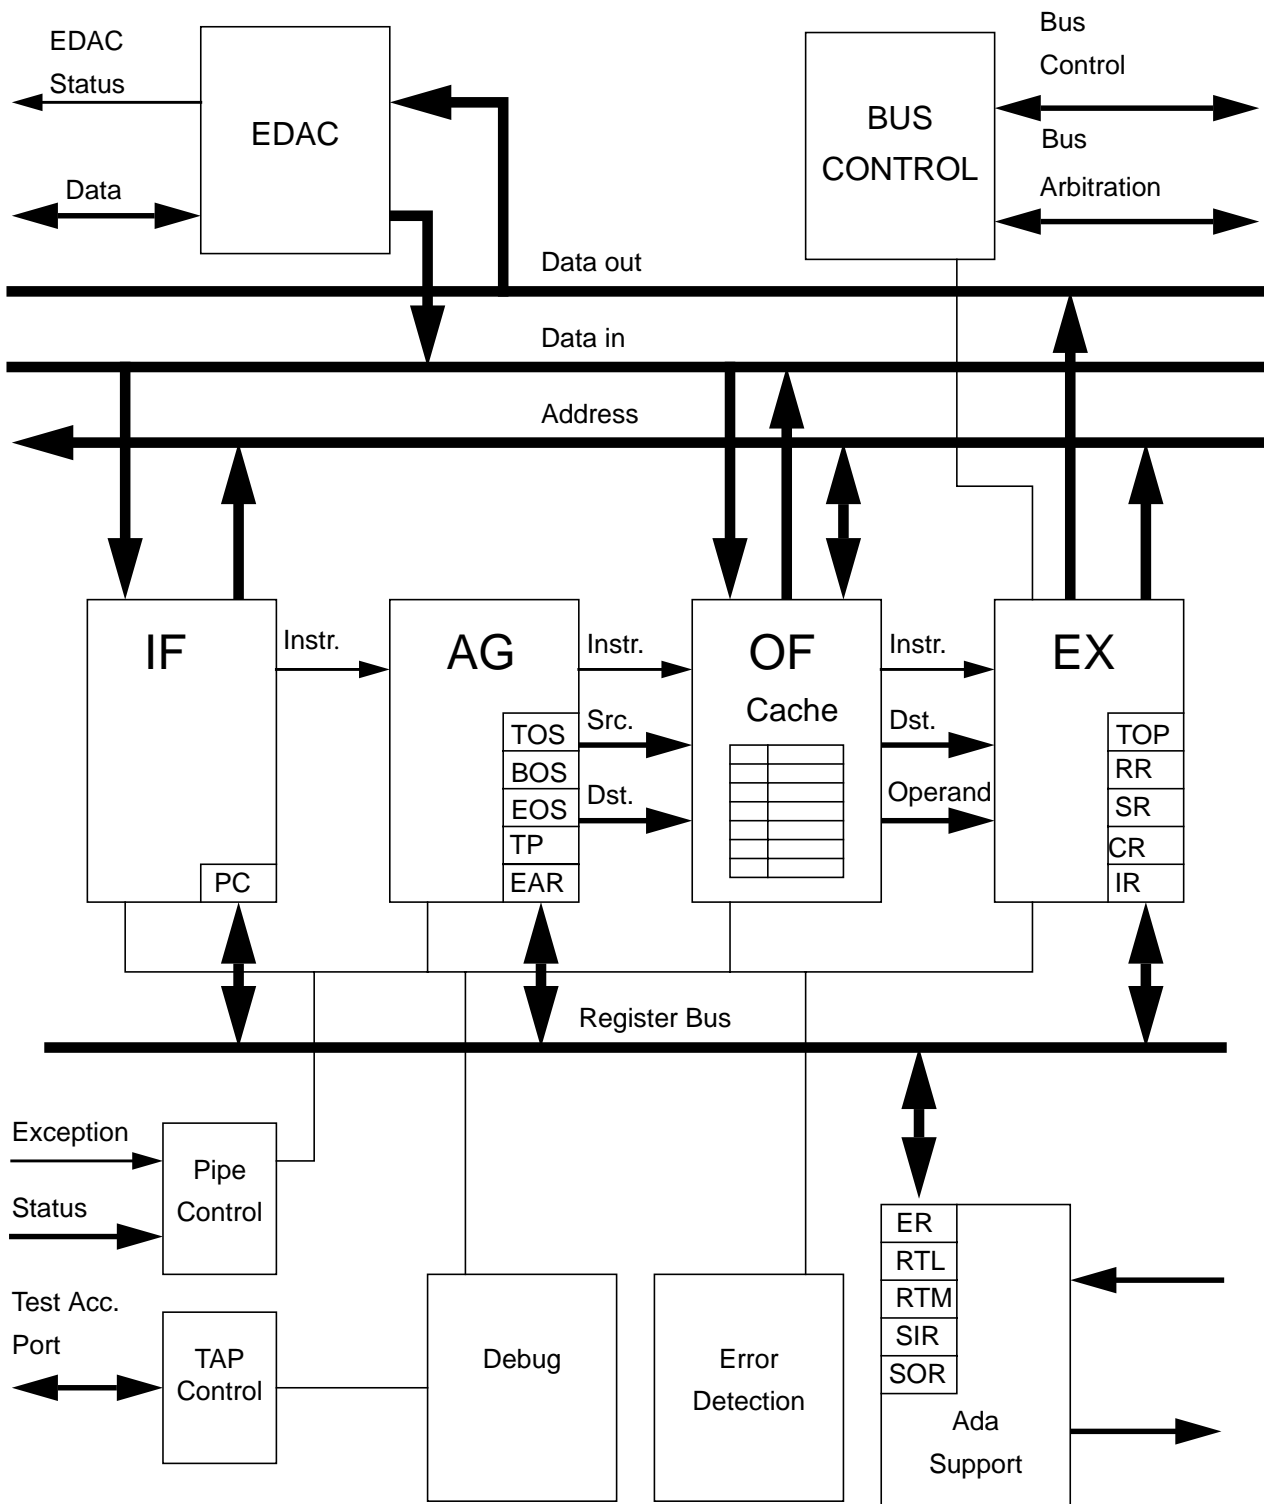 EDAC
Status
EDAC
Data
BUS
CONTROL
Bus
Control
Bus
Arbitration
Data out
Data in
Address
IF
Instr.
AG
Instr.
OF
Instr.
EX
Cache
Src.
Dst.
Dst.
Operand
TOS
BOS
EOS
TP
EAR
TOP
RR
SR
CR
IR
PC
Register Bus
Exception
Status
Pipe
Control
Test Acc.
Port
TAP
Control
Debug
Error
Detection
ER
RTL
RTM
SIR
SOR
Ada
Support